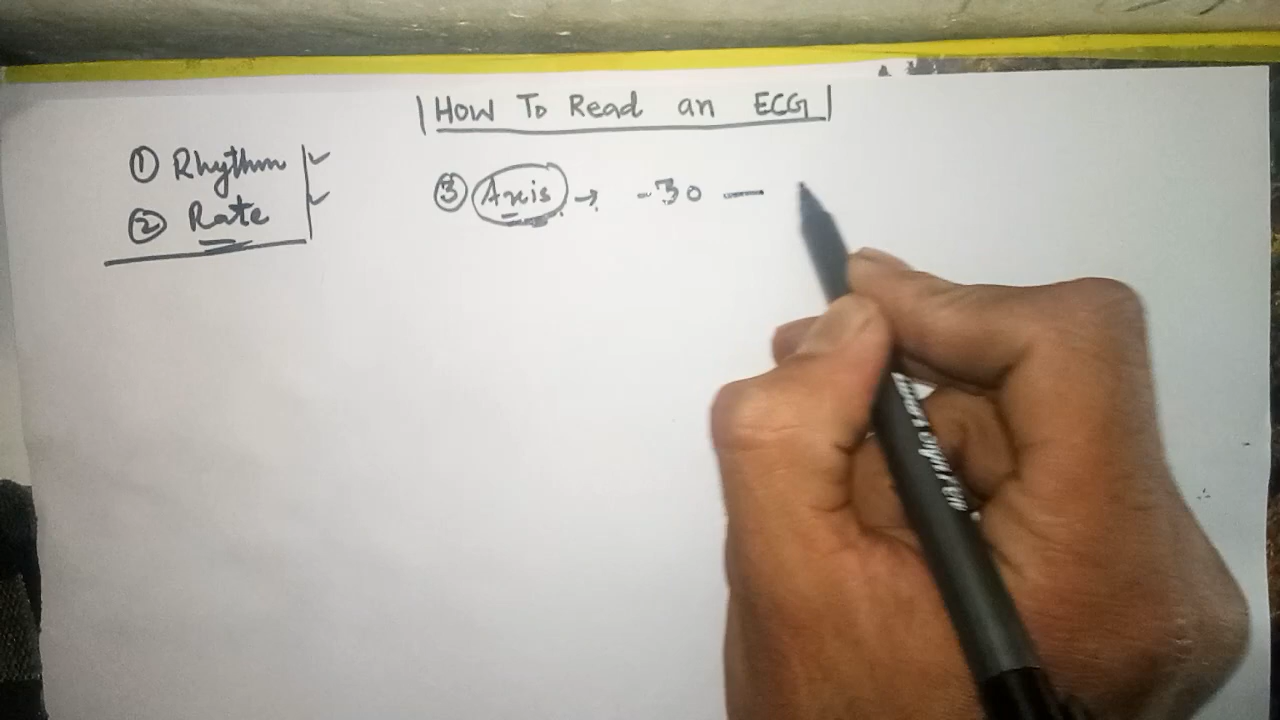 How To Read an ECG
① Rhythm
② Rate
③ Axis → -30 —